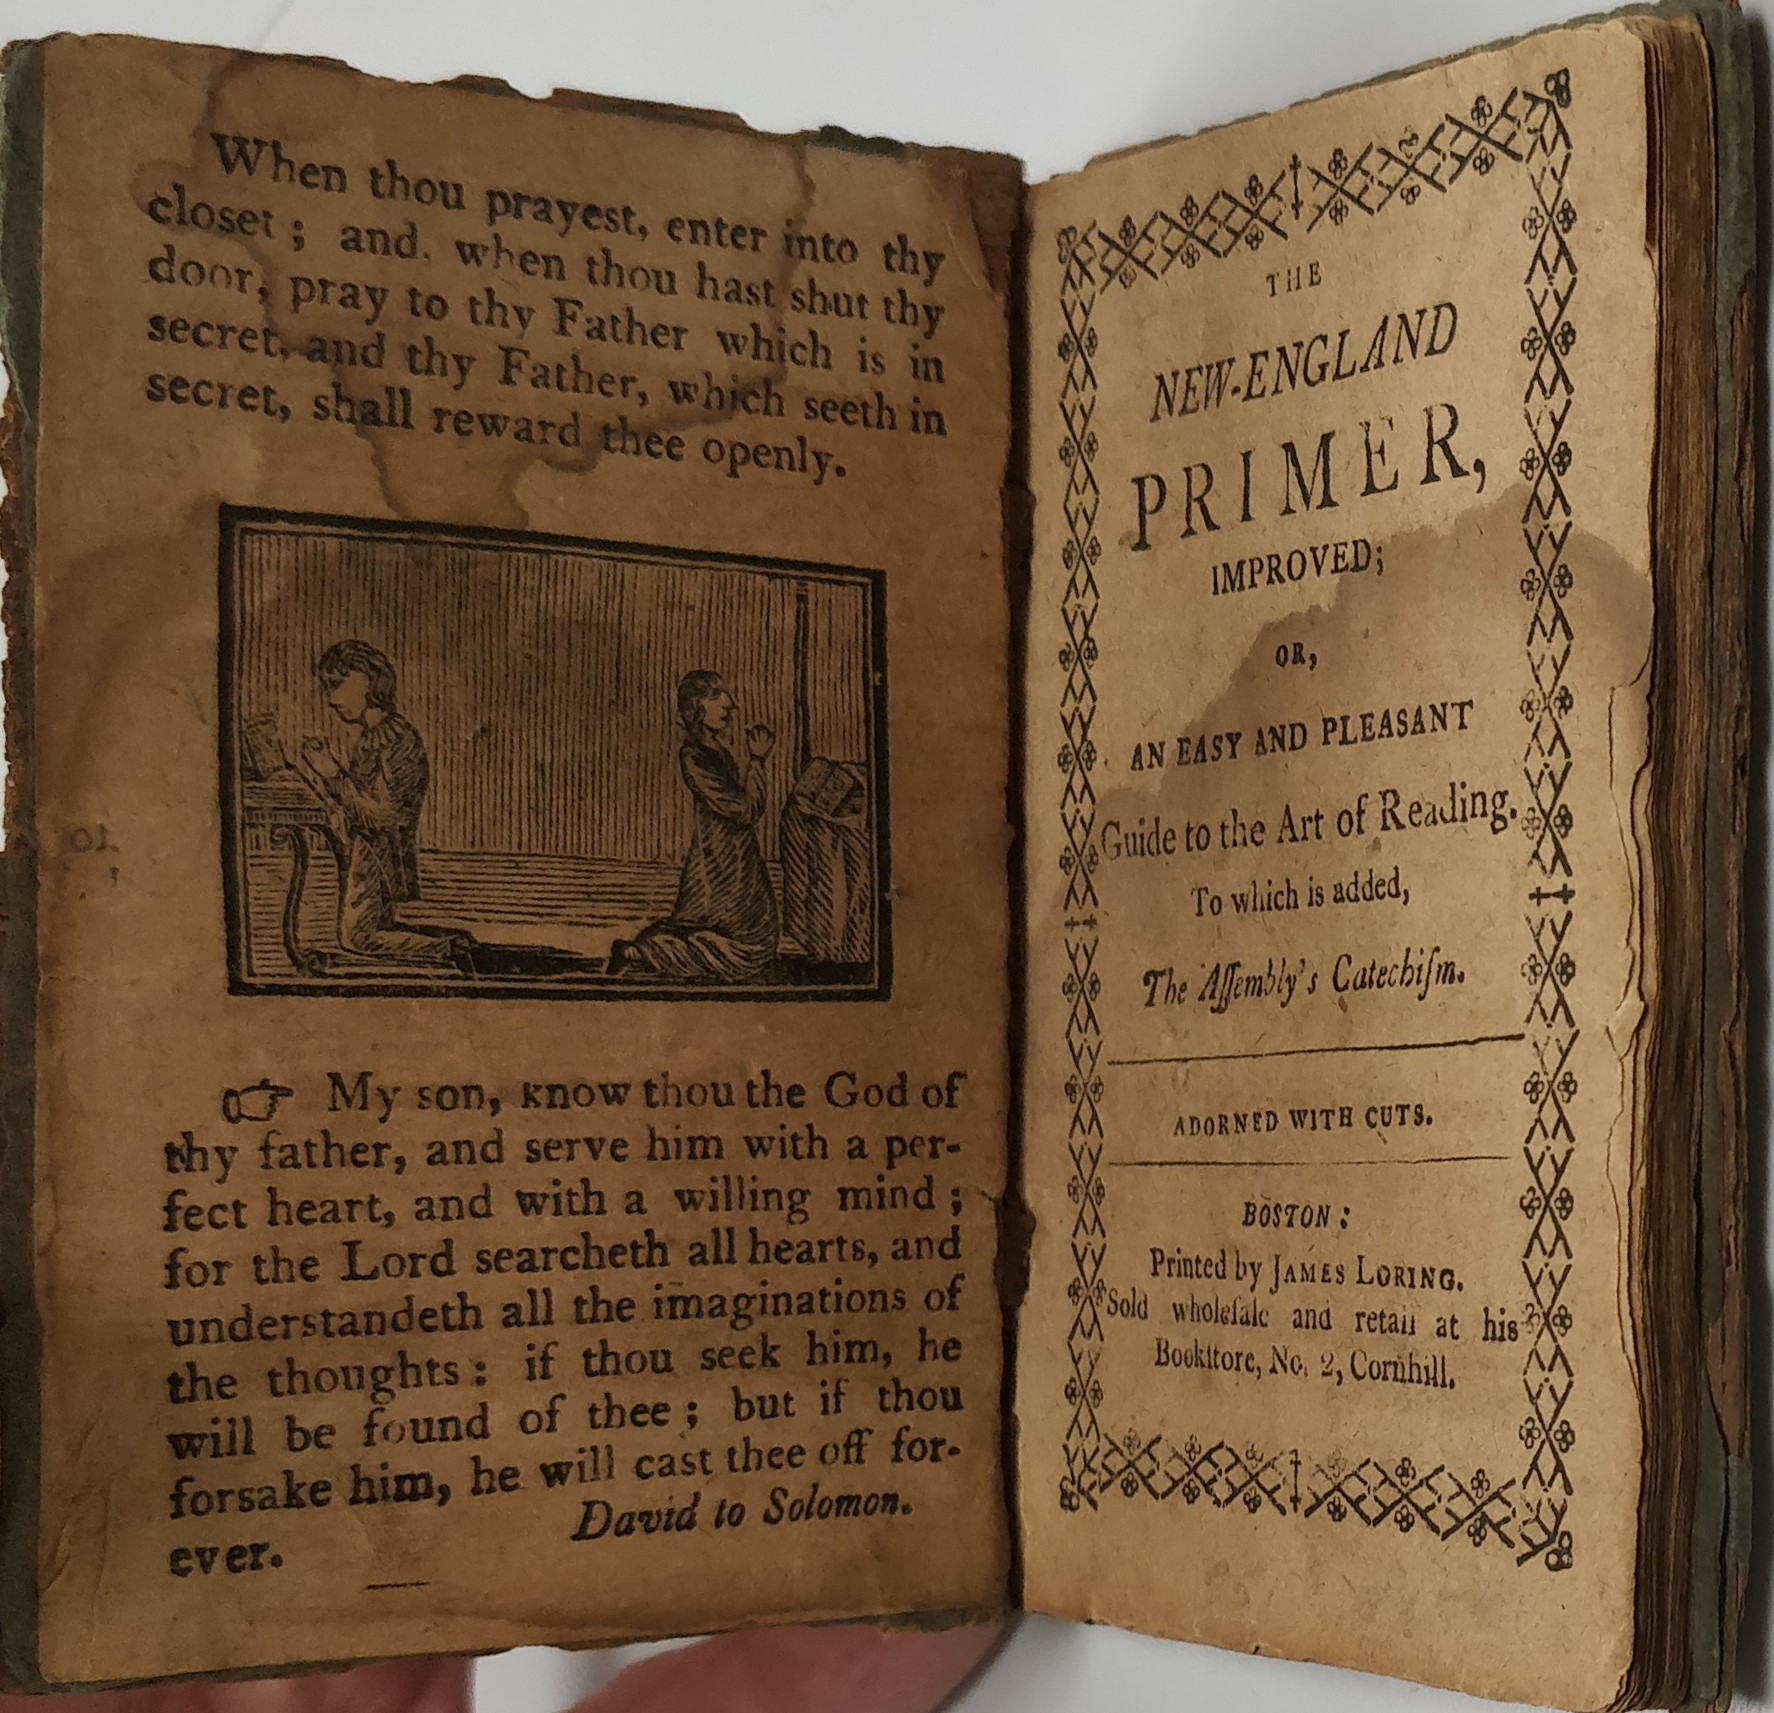 When thou prayest, enter into thy
closet; and. when thou hast shut thy
door, pray to thy Father which is in
secret, and thy Father, which seeth in
secret, shall reward thee openly.
☞ My son, know thou the God of
thy father, and serve him with a per-
fect heart, and with a willing mind;
for the Lord searcheth all hearts, and
understandeth all the imaginations of
the thoughts: if thou seek him, he
will be found of thee; but if thou
forsake him, he will cast thee off for-
ever.
David to Solomon.
THE
NEW-ENGLAND
PRIMER,
IMPROVED;
OR,
AN EASY AND PLEASANT
Guide to the Art of Reading.
To which is added,
The Aſſembly's Catechiſm.
ADORNED WITH CUTS.
BOSTON:
Printed by JAMES LORING.
Sold wholeſale and retail at his
Bookſtore, No. 2, Cornhill.